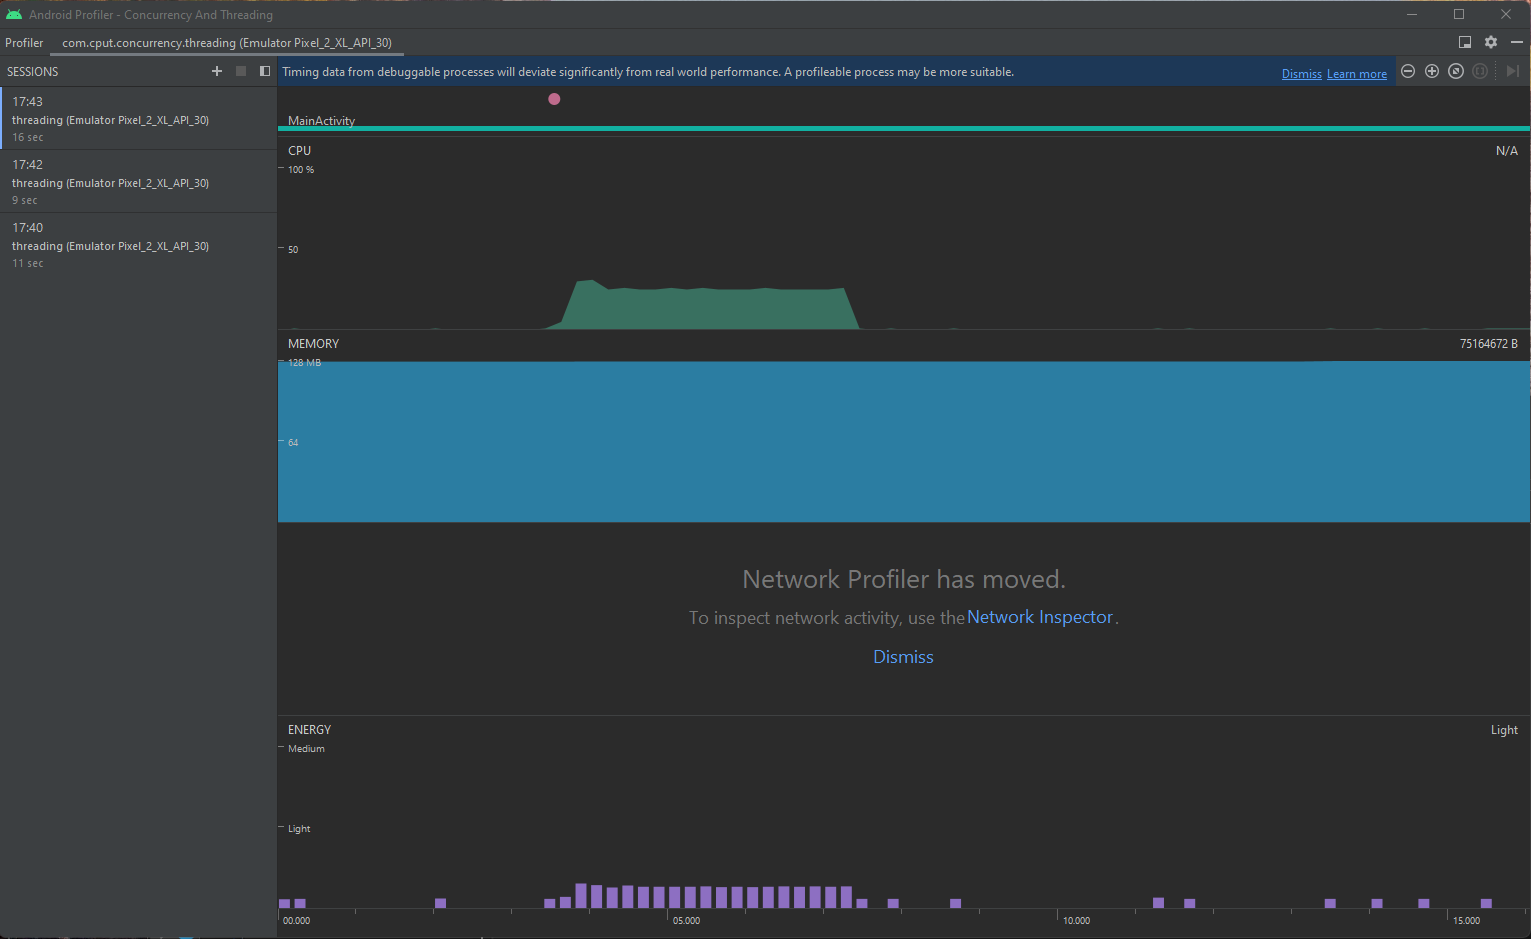 Android Profiler - Concurrency And Threading
Profiler
com.cput.concurrency.threading (Emulator Pixel_2_XL_API_30)
SESSIONS
17:43
threading (Emulator Pixel_2_XL_API_30)
16 sec
17:42
threading (Emulator Pixel_2_XL_API_30)
9 sec
17:40
threading (Emulator Pixel_2_XL_API_30)
11 sec
Timing data from debuggable processes will deviate significantly from real world performance. A profileable process may be more suitable.
Dismiss Learn more
MainActivity
CPU
N/A
100 %
50
MEMORY
75164672 B
128 MB
64
Network Profiler has moved.
To inspect network activity, use the Network Inspector.
Dismiss
ENERGY
Light
Medium
Light
00.000
05.000
10.000
15.000